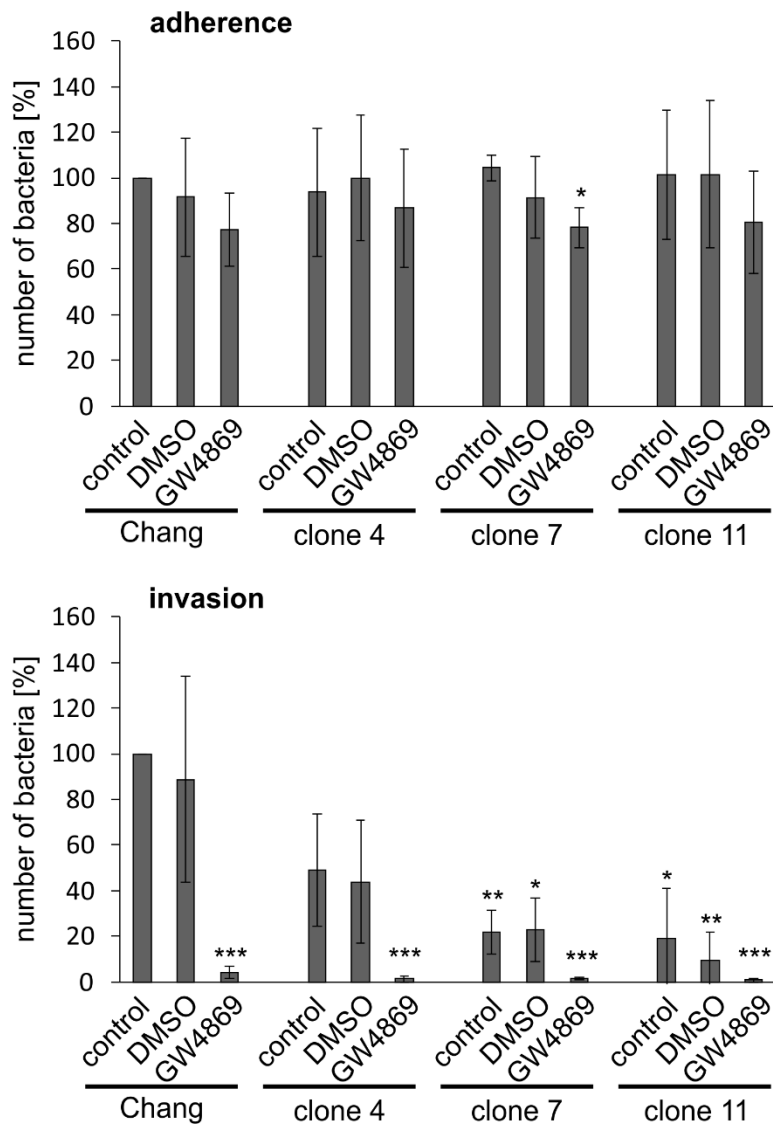 adherence
number of bacteria [%]
160
140
120
100
80
60
40
20
0
*
control
DMSO
GW4869
control
DMSO
GW4869
control
DMSO
GW4869
control
DMSO
GW4869
Chang
clone 4
clone 7
clone 11
invasion
number of bacteria [%]
160
140
120
100
80
60
40
20
0
***
***
**
*
***
*
**
***
control
DMSO
GW4869
control
DMSO
GW4869
control
DMSO
GW4869
control
DMSO
GW4869
Chang
clone 4
clone 7
clone 11